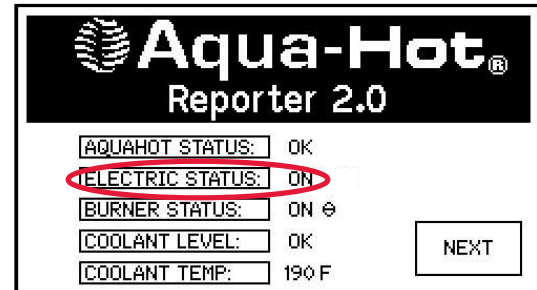 Aqua-Hot®
Reporter 2.0
AQUAHOT STATUS: OK
ELECTRIC STATUS: ON
BURNER STATUS: ON ⊖
COOLANT LEVEL: OK
COOLANT TEMP: 190 F
NEXT